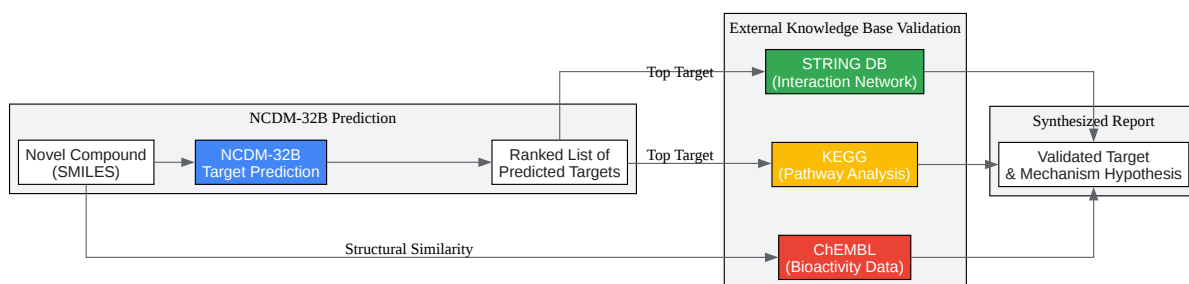 External Knowledge Base Validation
STRING DB
(Interaction Network)
Top Target
NCDM-32B Prediction
Novel Compound
(SMILES)
NCDM-32B
Target Prediction
Ranked List of
Predicted Targets
Top Target
KEGG
(Pathway Analysis)
Synthesized Report
Validated Target
& Mechanism Hypothesis
Structural Similarity
ChEMBL
(Bioactivity Data)